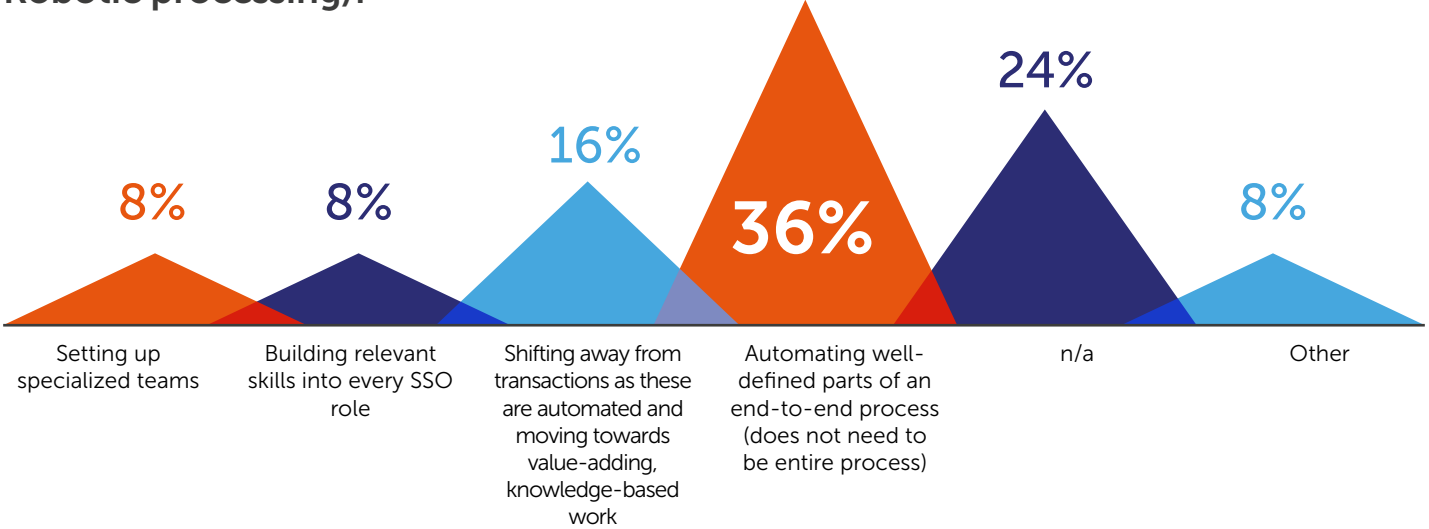 Robotic processing)?
36%
24%
16%
8%
8%
8%
Setting up
specialized teams
Building relevant
skills into every SSO
role
Shifting away from
transactions as these
are automated and
moving towards
value-adding,
knowledge-based
work
Automating well-
defined parts of an
end-to-end process
(does not need to
be entire process)
n/a
Other